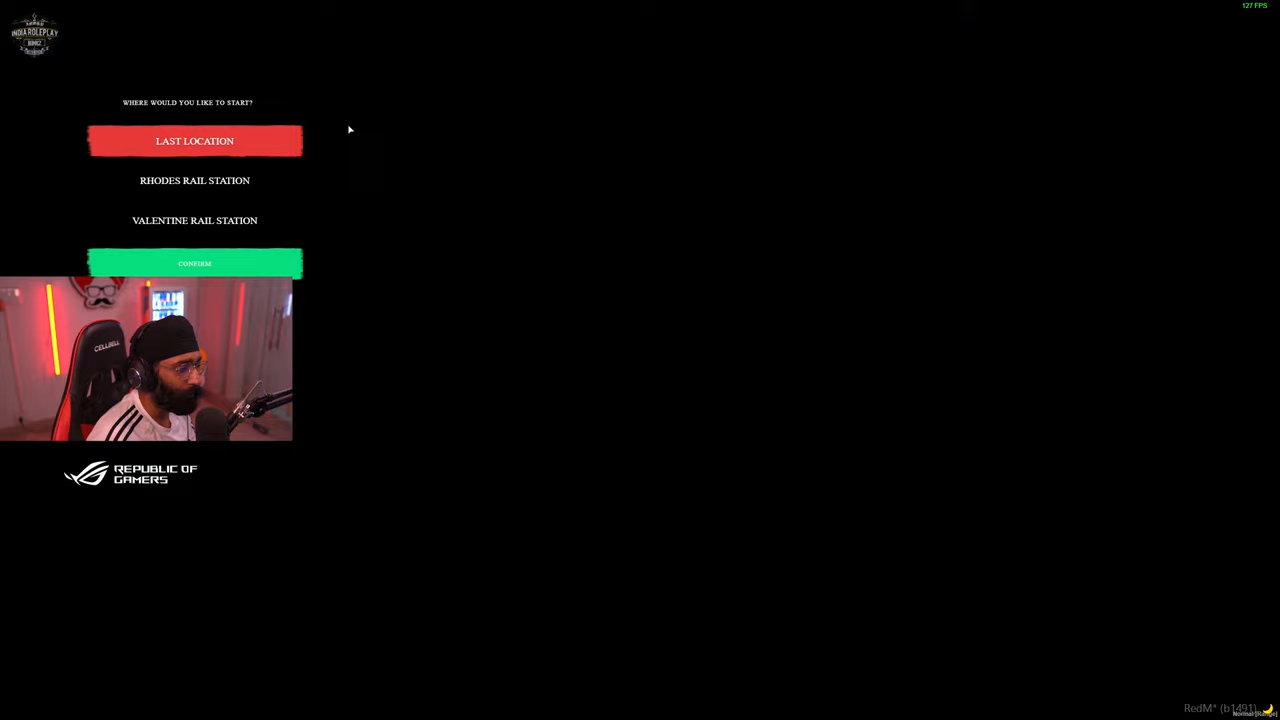 127 FPS
INDIA ROLEPLAY
WHERE WOULD YOU LIKE TO START?
LAST LOCATION
RHODES RAIL STATION
VALENTINE RAIL STATION
CONFIRM
CELLBELL
REPUBLIC OF
GAMERS
RedM* (b1491)